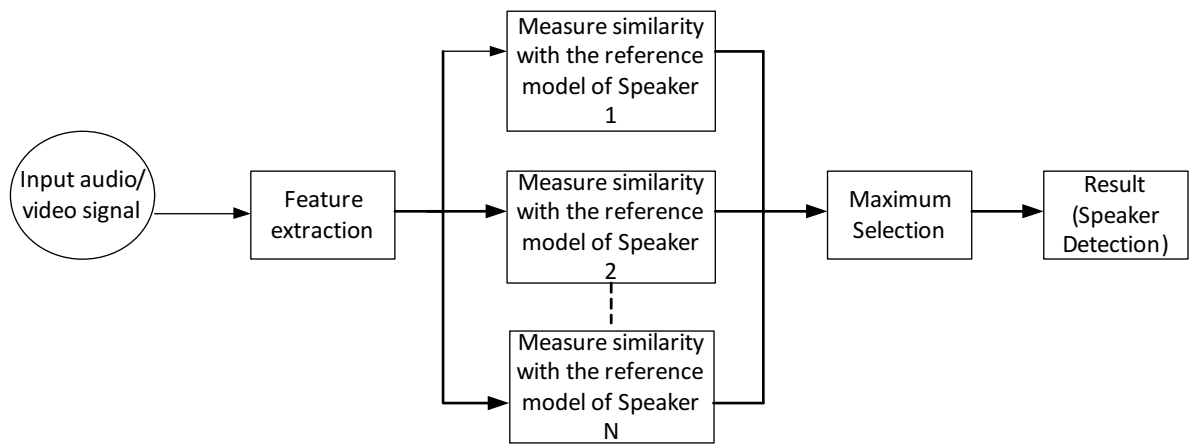 Input audio/
video signal
Feature
extraction
Measure similarity
with the reference
model of Speaker
1
Measure similarity
with the reference
model of Speaker
2
Measure similarity
with the reference
model of Speaker
N
Maximum
Selection
Result
(Speaker
Detection)